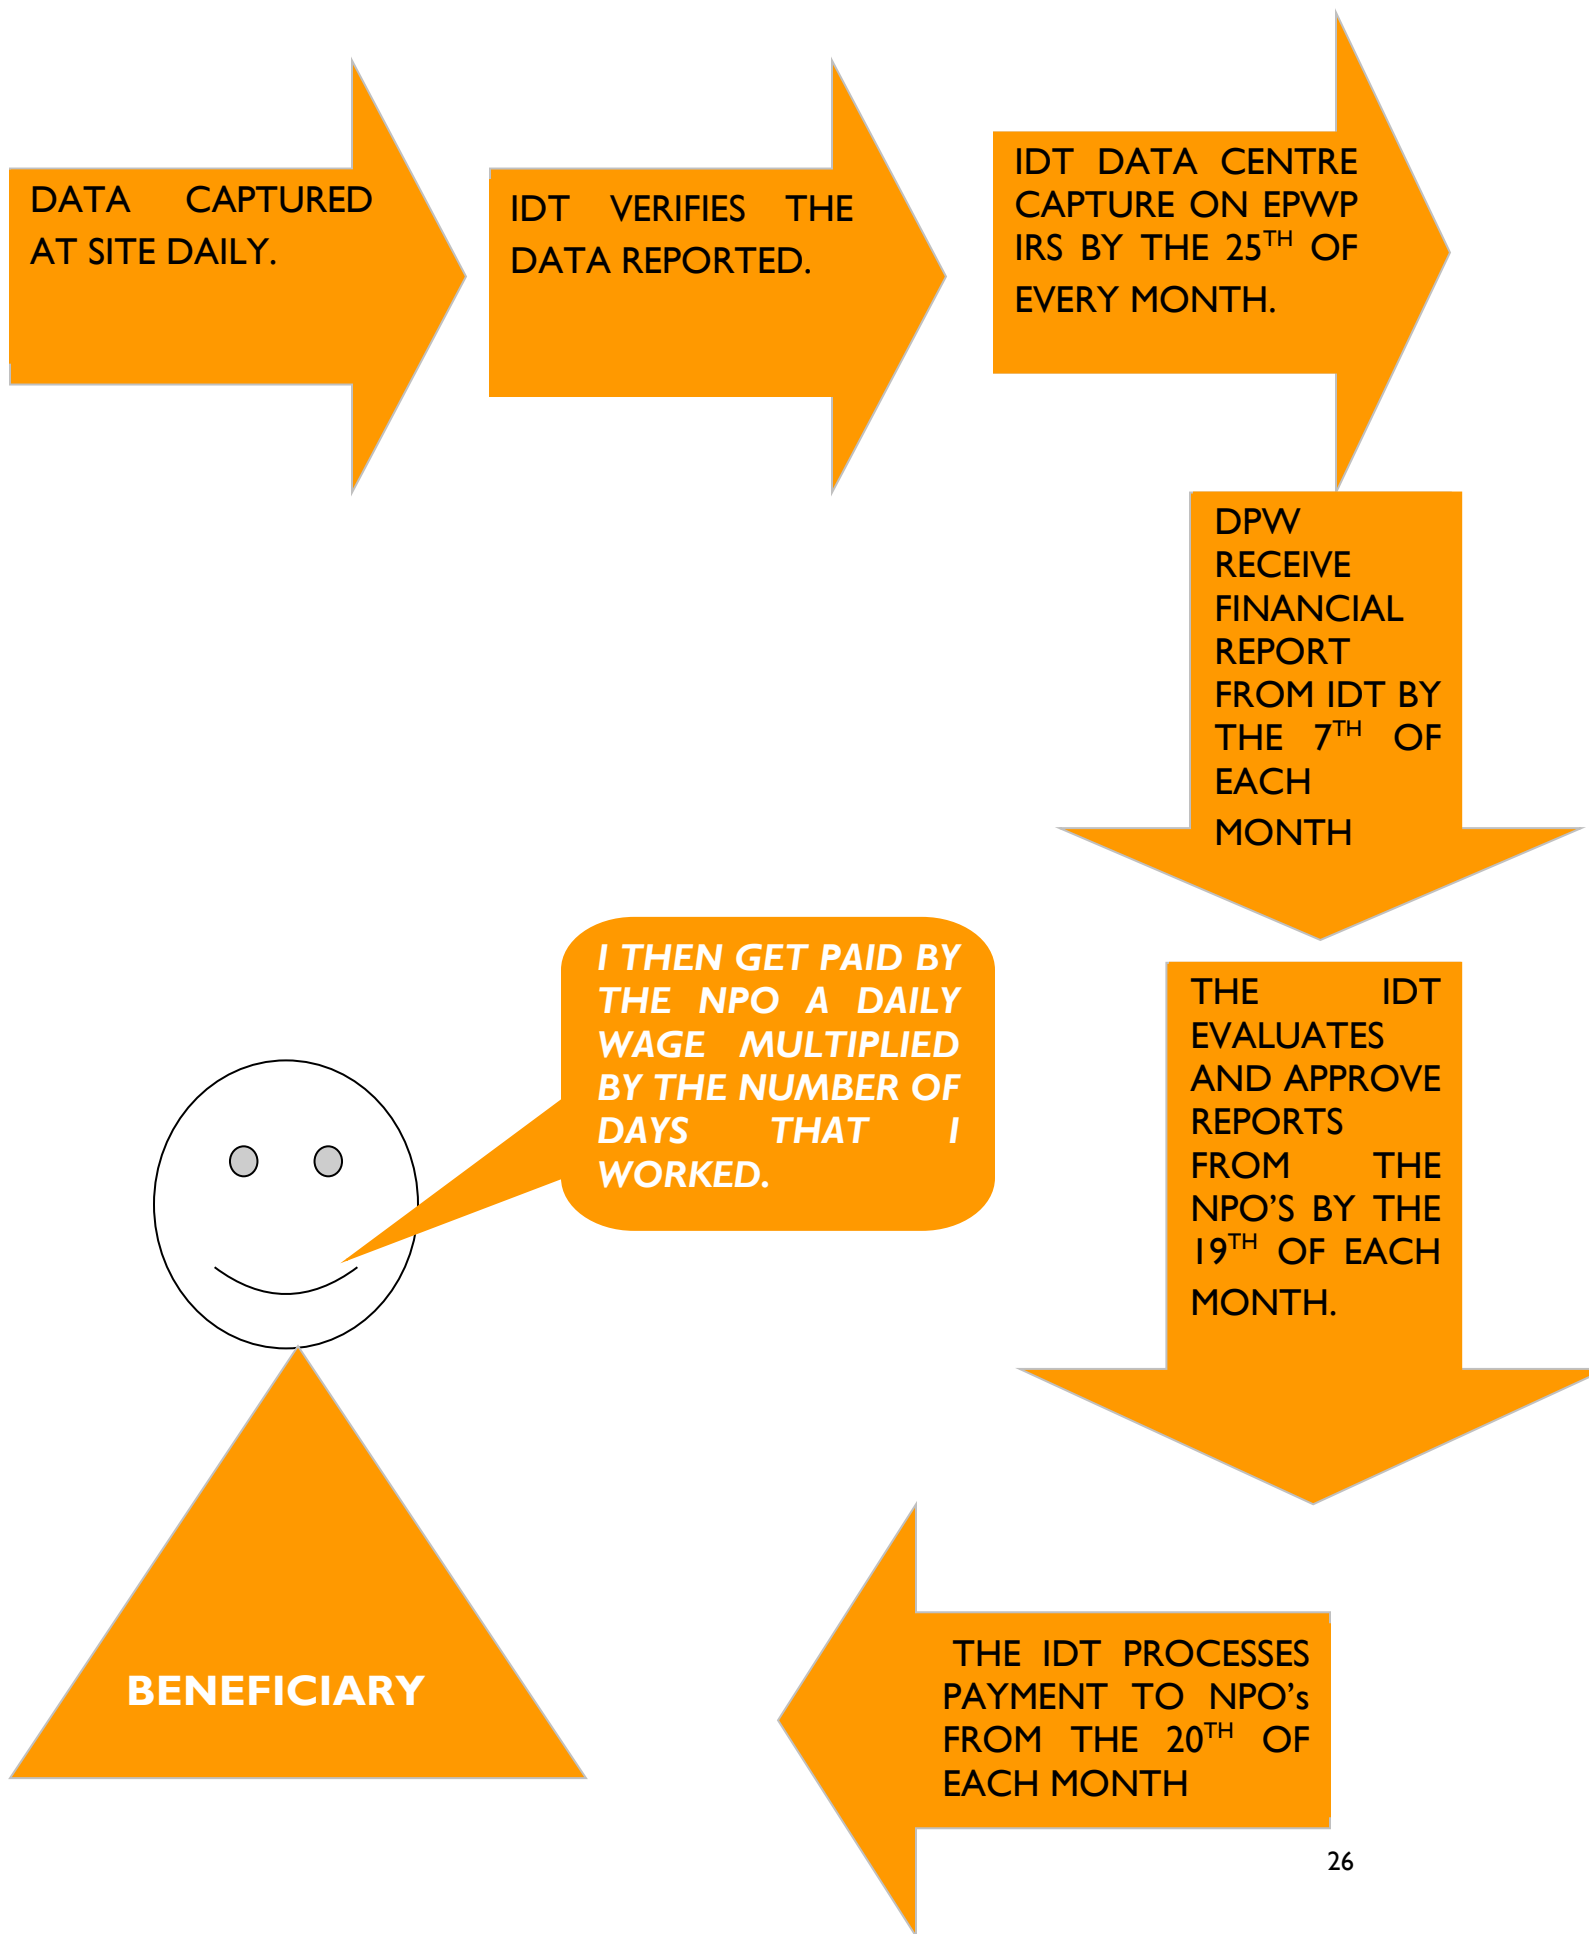 DATA CAPTURED
AT SITE DAILY.
IDT VERIFIES THE
DATA REPORTED.
IDT DATA CENTRE
CAPTURE ON EPWP
IRS BY THE 25TH OF
EVERY MONTH.
DPW
RECEIVE
FINANCIAL
REPORT
FROM IDT BY
THE 7TH OF
EACH
MONTH
THE IDT
EVALUATES
AND APPROVE
REPORTS
FROM THE
NPO'S BY THE
19TH OF EACH
MONTH.
THE IDT PROCESSES
PAYMENT TO NPO's
FROM THE 20TH OF
EACH MONTH
I THEN GET PAID BY
THE NPO A DAILY
WAGE MULTIPLIED
BY THE NUMBER OF
DAYS THAT I
WORKED.
BENEFICIARY
26